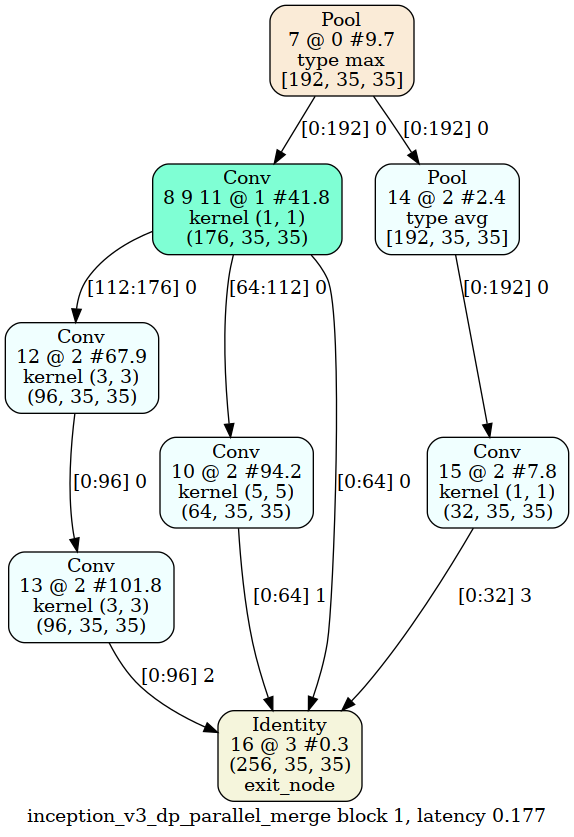 Pool
7 @ 0 #9.7
type max
[192, 35, 35]
[0:192] 0
[0:192] 0
Conv
8 9 11 @ 1 #41.8
kernel (1, 1)
(176, 35, 35)
Pool
14 @ 2 #2.4
type avg
[192, 35, 35]
[112:176] 0
[64:112] 0
[0:192] 0
Conv
12 @ 2 #67.9
kernel (3, 3)
(96, 35, 35)
Conv
10 @ 2 #94.2
kernel (5, 5)
(64, 35, 35)
Conv
15 @ 2 #7.8
kernel (1, 1)
(32, 35, 35)
[0:96] 0
[0:64] 0
Conv
13 @ 2 #101.8
kernel (3, 3)
(96, 35, 35)
[0:64] 1
[0:32] 3
[0:96] 2
Identity
16 @ 3 #0.3
(256, 35, 35)
exit_node
inception_v3_dp_parallel_merge block 1, latency 0.177